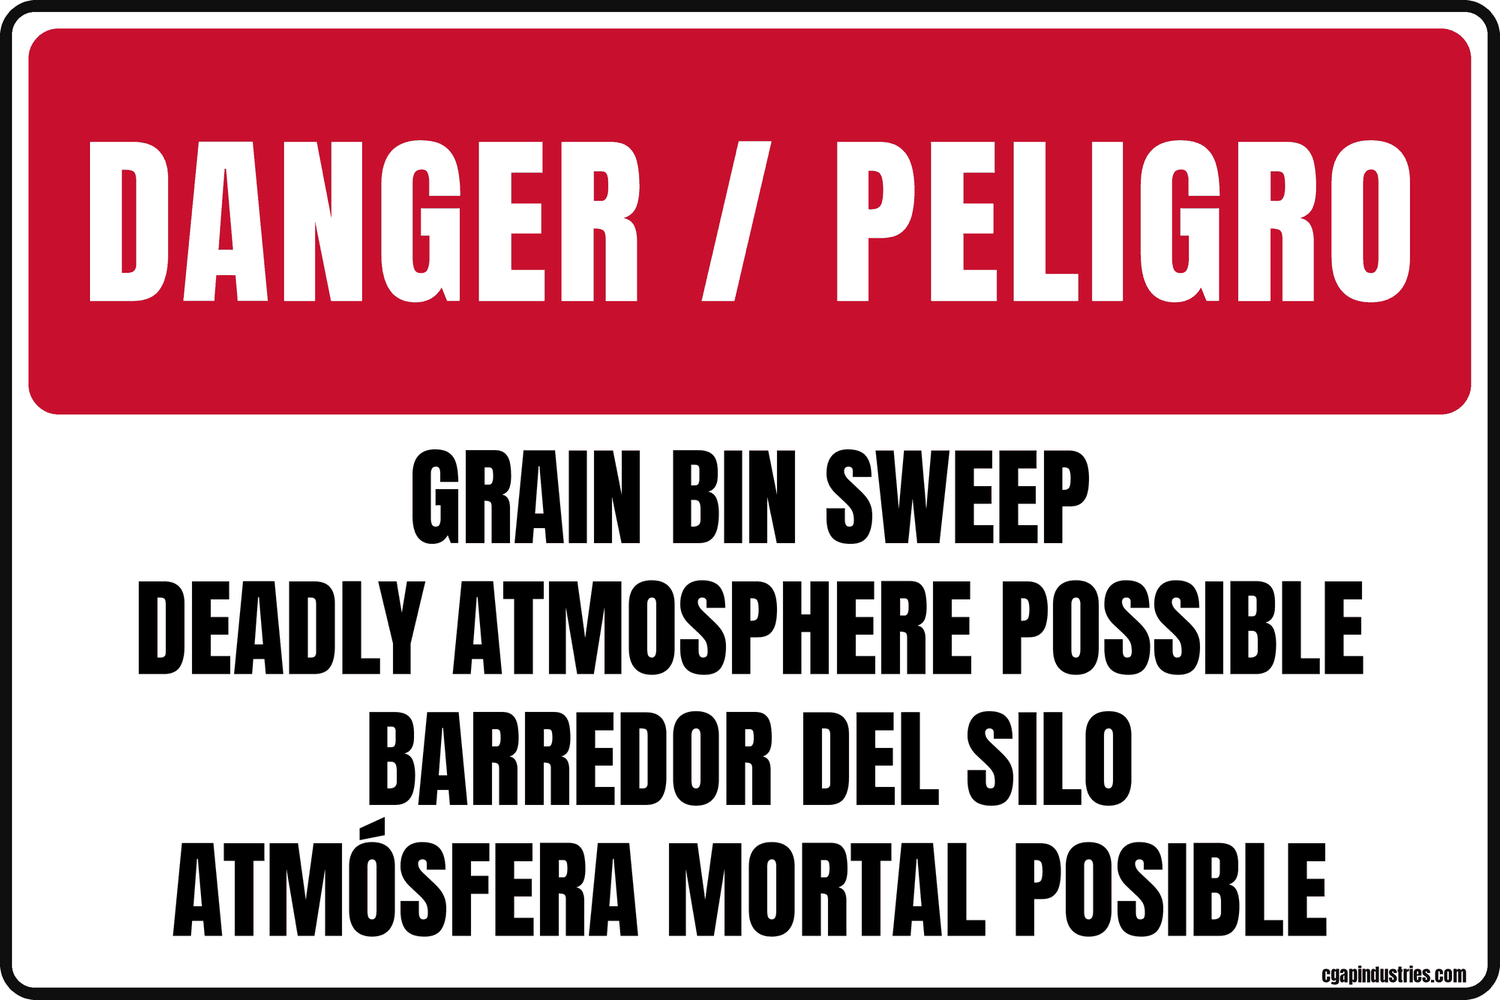 DANGER / PELIGRO
GRAIN BIN SWEEP
DEADLY ATMOSPHERE POSSIBLE
BARREDOR DEL SILO
ATMÓSFERA MORTAL POSIBLE
cgapindustries.com